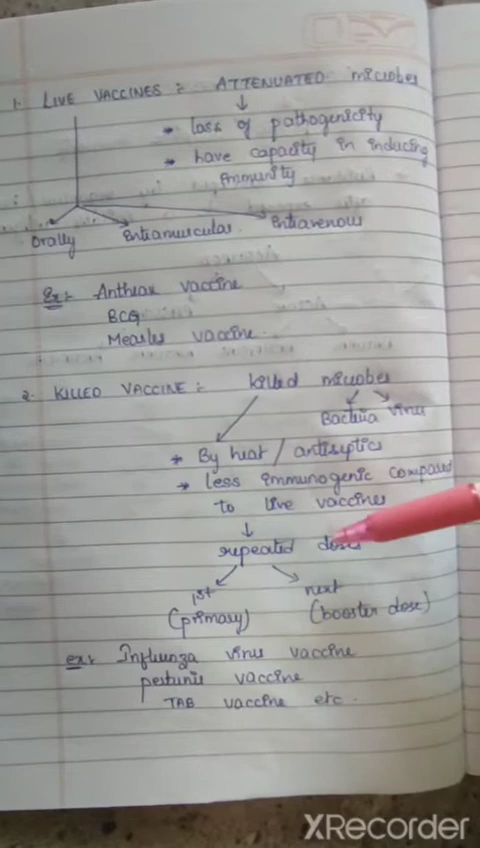 1. LIVE VACCINES :- ATTENUATED microbes
↓
* loss of pathogenicity
* have capacity in inducing
immunity
Orally Intramuscular Intravenous
Ex:- Anthrax vaccine
BCG
Measles vaccine.
2. KILLED VACCINE :- killed microbes
Bacteria virus
* By heat / antiseptics
* Less immunogenic compared
to live vaccines
↓
repeated doses
1st next
(primary) (booster dose)
ex:- Influenza virus vaccine
pertusis vaccine
TAB vaccine etc.
XRecorder